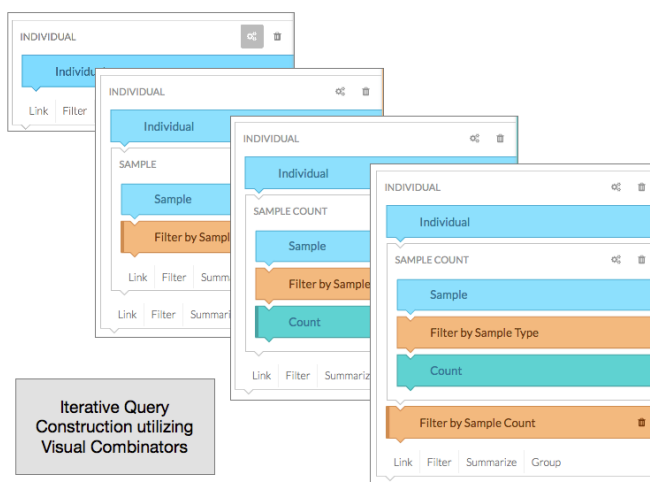 INDIVIDUAL
Individu
Link Filter
INDIVIDUAL
Individual
SAMPLE
Sample
Filter by Sampl
Link Filter Summ
Link Filter Summari
INDIVIDUAL
Individual
SAMPLE COUNT
Sample
Filter by Sample
Count
Link Filter Summariz
INDIVIDUAL
Individual
SAMPLE COUNT
Sample
Filter by Sample Type
Count
Filter by Sample Count
Link Filter Summarize Group
Iterative Query
Construction utilizing
Visual Combinators